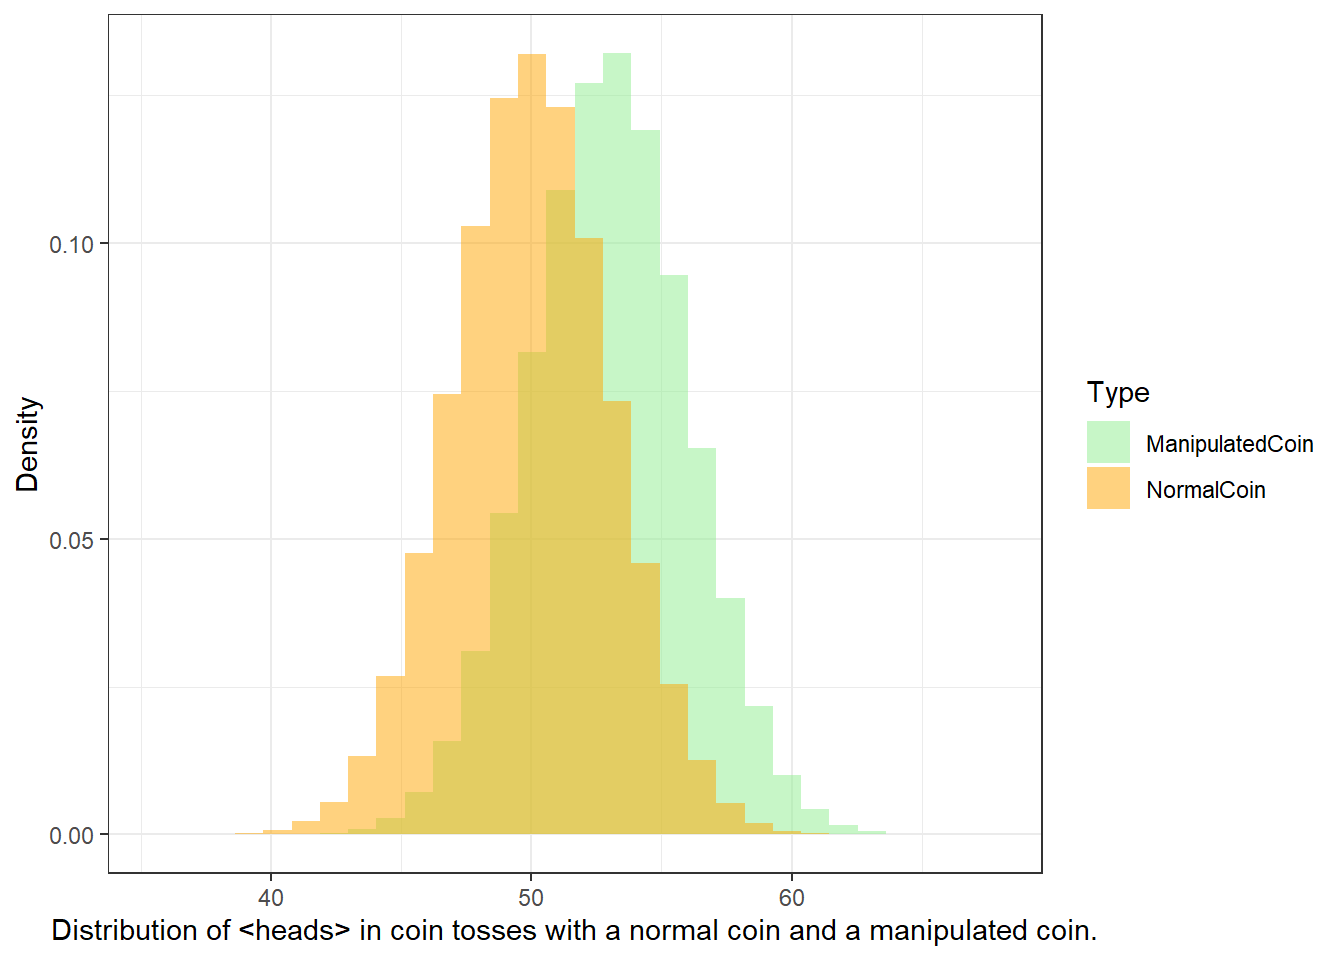 0.10
0.05
0.00
Density
40 50 60
Distribution of <heads> in coin tosses with a normal coin and a manipulated coin.
Type
ManipulatedCoin
NormalCoin